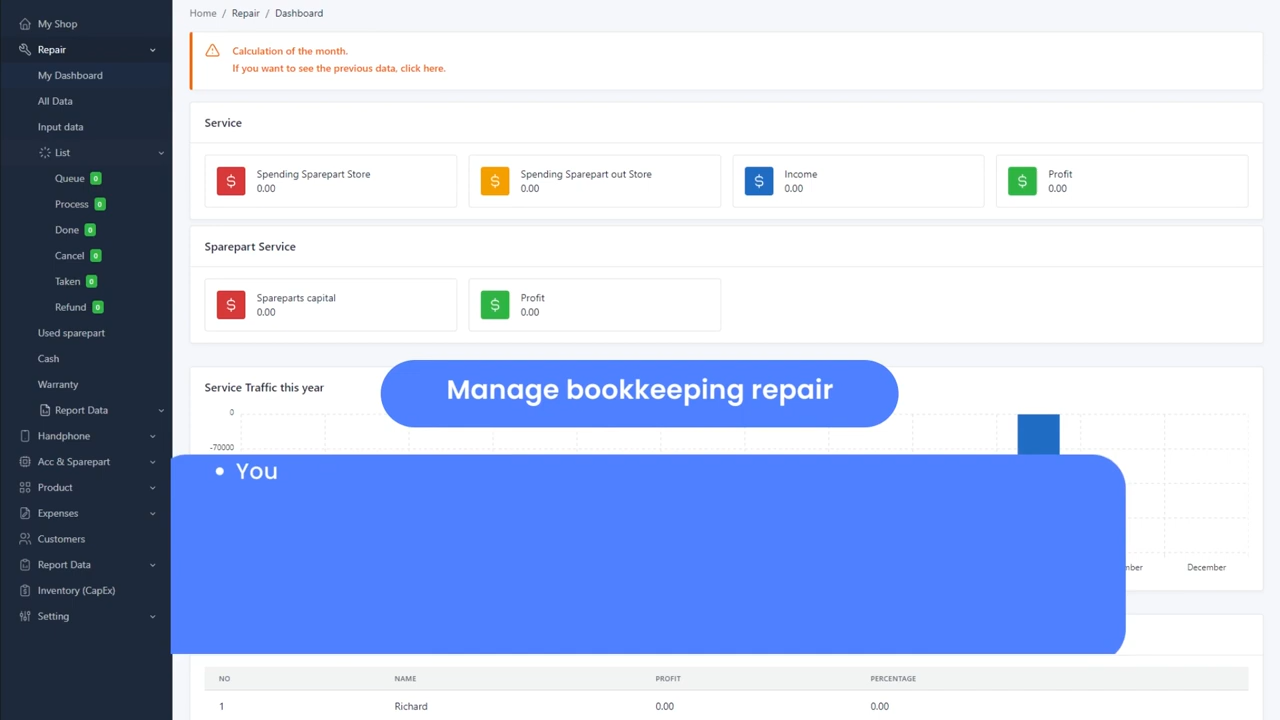 My Shop
Repair
My Dashboard
All Data
Input data
List
Queue 0
Process 0
Done 0
Cancel 0
Taken 0
Refund 0
Used sparepart
Cash
Warranty
Report Data
Handphone
Acc & Sparepart
Product
Expenses
Customers
Report Data
Inventory (CapEx)
Setting
Home / Repair / Dashboard
Calculation of the month.
If you want to see the previous data, click here.
Service
Spending Sparepart Store
0.00
Spending Sparepart out Store
0.00
Income
0.00
Profit
0.00
Sparepart Service
Spareparts capital
0.00
Profit
0.00
Service Traffic this year
Manage bookkeeping repair
0
-70000
• You
mber
December
NO NAME PROFIT PERCENTAGE
1 Richard 0.00 0.00